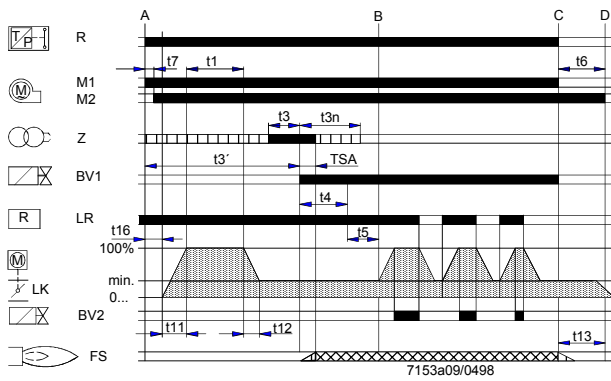 A B C D
T P R
t7 t1 t6
M M1
M2
t3 t3n
Z
t3´ TSA
BV1
t4
R LR
t16 t5
100%
M
min.
LK
0...
BV2
t11 t12 t13
FS
7153a09/0498